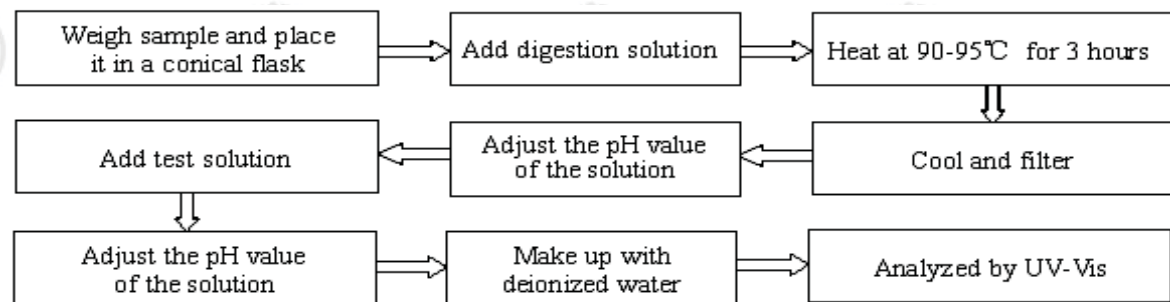 Weigh sample and place
it in a conical flask
Add digestion solution
Heat at 90-95℃ for 3 hours
Cool and filter
Adjust the pH value
of the solution
Add test solution
Adjust the pH value
of the solution
Make up with
deionized water
Analyzed by UV-Vis